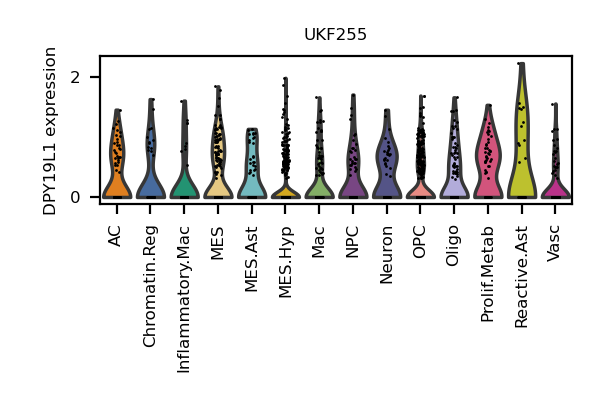 UKF255
DPY19L1 expression
2
0
AC
Chromatin.Reg
Inflammatory.Mac
MES
MES.Ast
MES.Hyp
Mac
NPC
Neuron
OPC
Oligo
Prolif.Metab
Reactive.Ast
Vasc